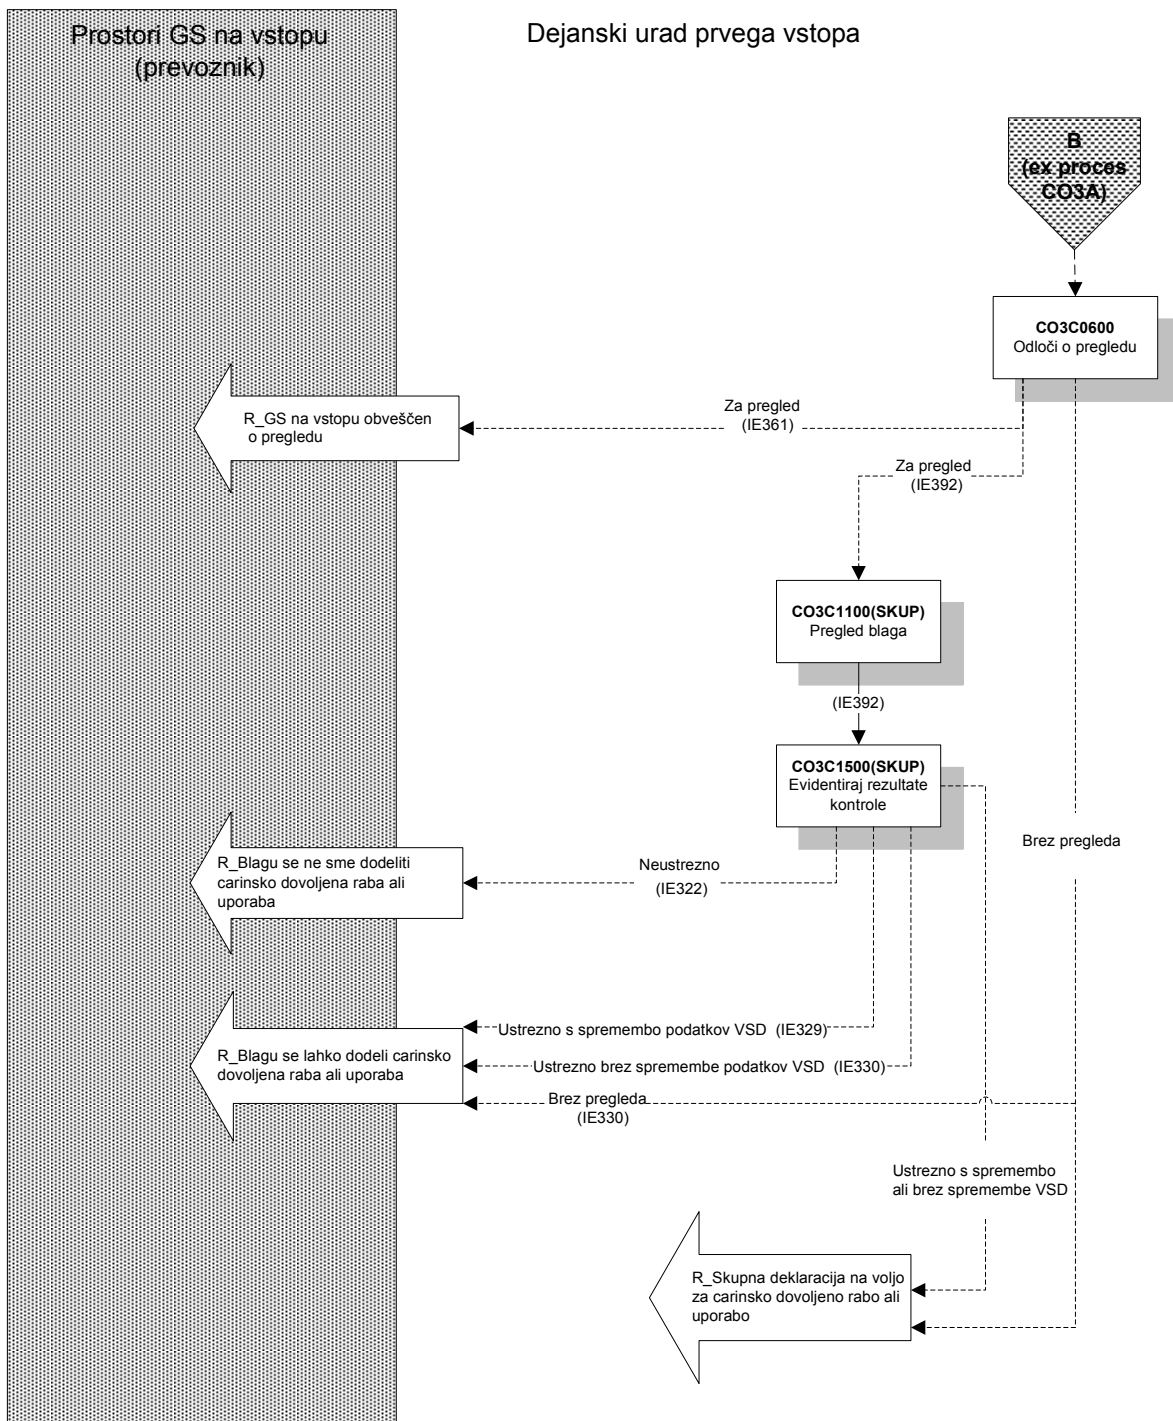 Prostori GS na vstopu
(prevoznik)
Dejanski urad prvega vstopa
B
(ex proces
CO3A)
CO3C0600
Odloči o pregledu
R_GS na vstopu obveščen
o pregledu
Za pregled
(IE361)
Za pregled
(IE392)
CO3C1100(SKUP)
Pregled blaga
(IE392)
CO3C1500(SKUP)
Evidentiraj rezultate
kontrole
Brez pregleda
R_Blagu se ne sme dodeliti
carinsko dovoljena raba ali
uporaba
Neustrezno
(IE322)
Ustrezno s spremembo podatkov VSD (IE329)
R_Blagu se lahko dodeli carinsko
dovoljena raba ali uporaba
Ustrezno brez spremembe podatkov VSD (IE330)
Brez pregleda
(IE330)
Ustrezno s spremembo
ali brez spremembe VSD
R_Skupna deklaracija na voljo
za carinsko dovoljeno rabo ali
uporabo